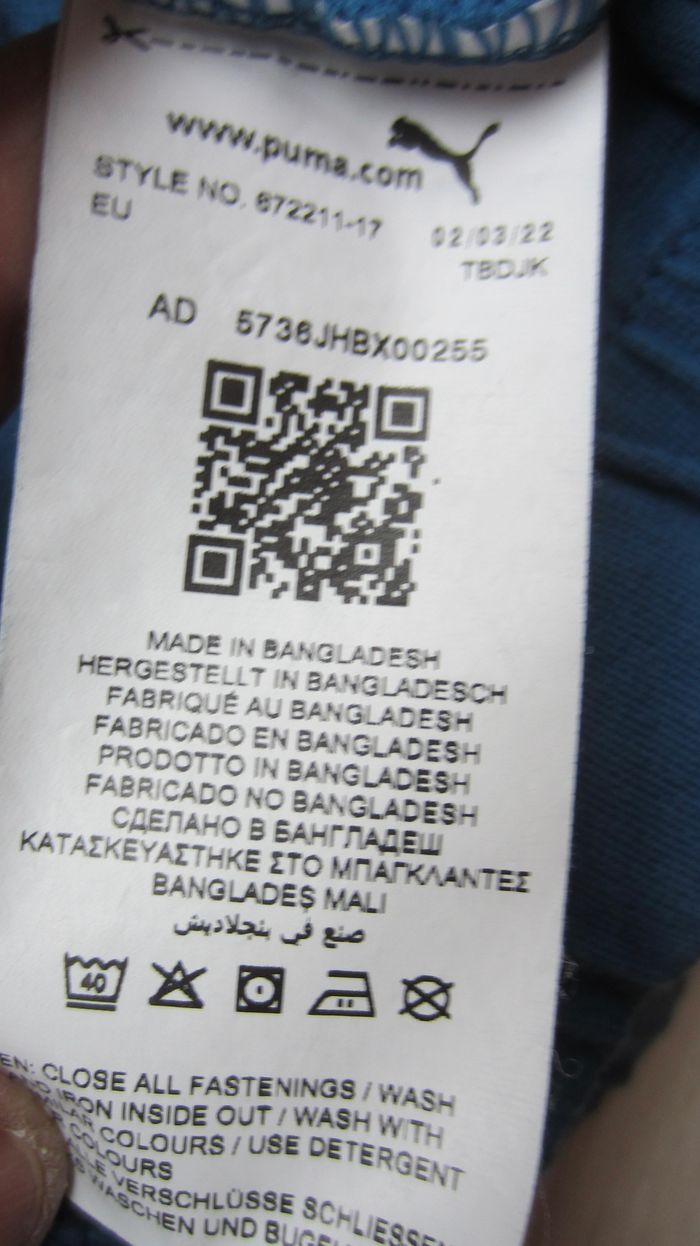 www.puma.com
STYLE NO. 672211-17
EU
02/03/22
TBDJK
AD 5736JHBX00255
MADE IN BANGLADESH
HERGESTELLT IN BANGLADESCH
FABRIQUÉ AU BANGLADESH
FABRICADO EN BANGLADESH
PRODOTTO IN BANGLADESH
FABRICADO NO BANGLADESH
СДЕЛАНО В БАНГЛАДЕШ
ΚΑΤΑΣΚΕΥΑΣΤΗΚΕ ΣΤΟ ΜΠΑΓΚΛΑΝΤΕΣ
BANGLADEŞ MALI
صنع في بنجلاديش
40
EN: CLOSE ALL FASTENINGS / WASH
AND IRON INSIDE OUT / WASH WITH
COLOURS / USE DETERGENT
COLOURS
VERSCHLÜSSE SCHLIESSEN
WASCHEN UND